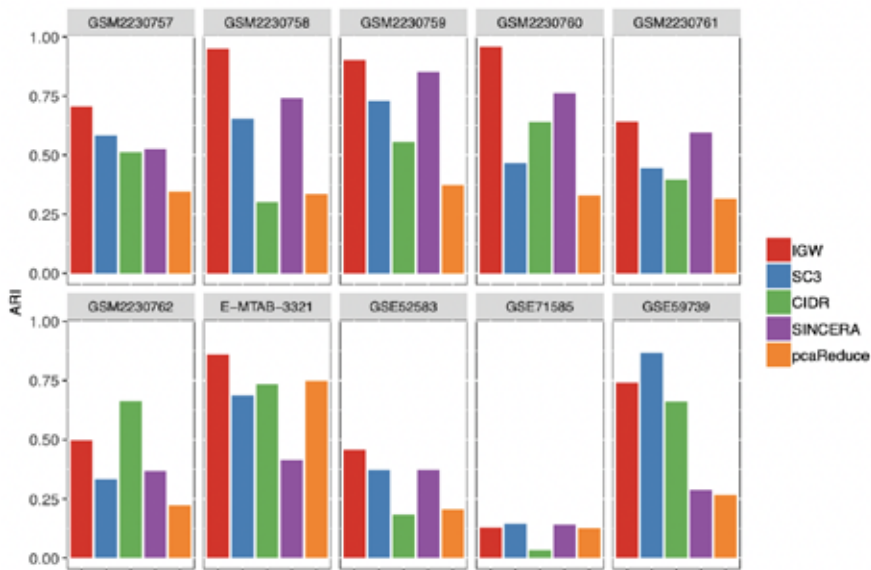 GSM2230757 GSM2230758 GSM2230759 GSM2230760 GSM2230761
1.00
0.75
0.50
0.25
0.00
ARI
GSM2230762 E-MTAB-3321 GSE52583 GSE71585 GSE59739
1.00
0.75
0.50
0.25
0.00
IGW
SC3
CIDR
SINCERA
pcaReduce